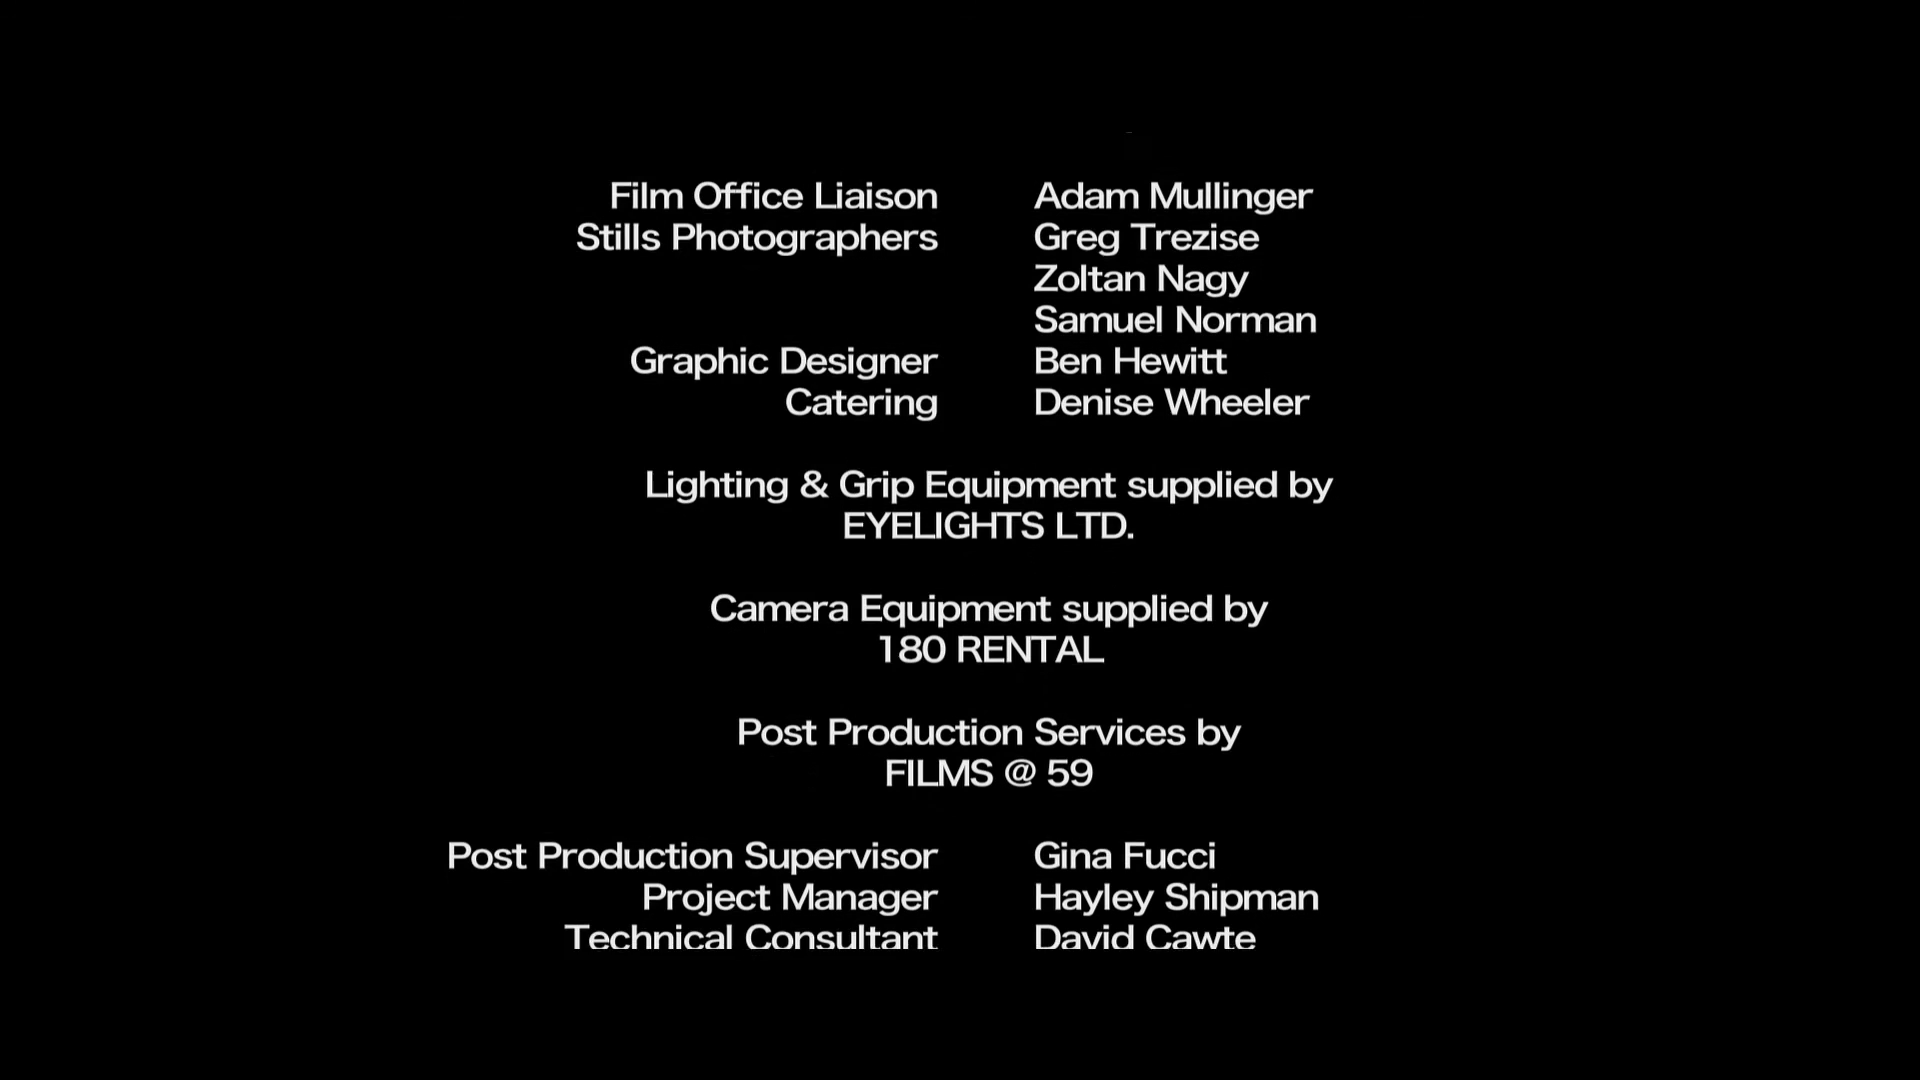 Film Office Liaison Adam Mullinger
Stills Photographers Greg Trezise
Zoltan Nagy
Samuel Norman
Graphic Designer Ben Hewitt
Catering Denise Wheeler
Lighting & Grip Equipment supplied by
EYELIGHTS LTD.
Camera Equipment supplied by
180 RENTAL
Post Production Services by
FILMS @ 59
Post Production Supervisor Gina Fucci
Project Manager Hayley Shipman
Technical Consultant David Cawte